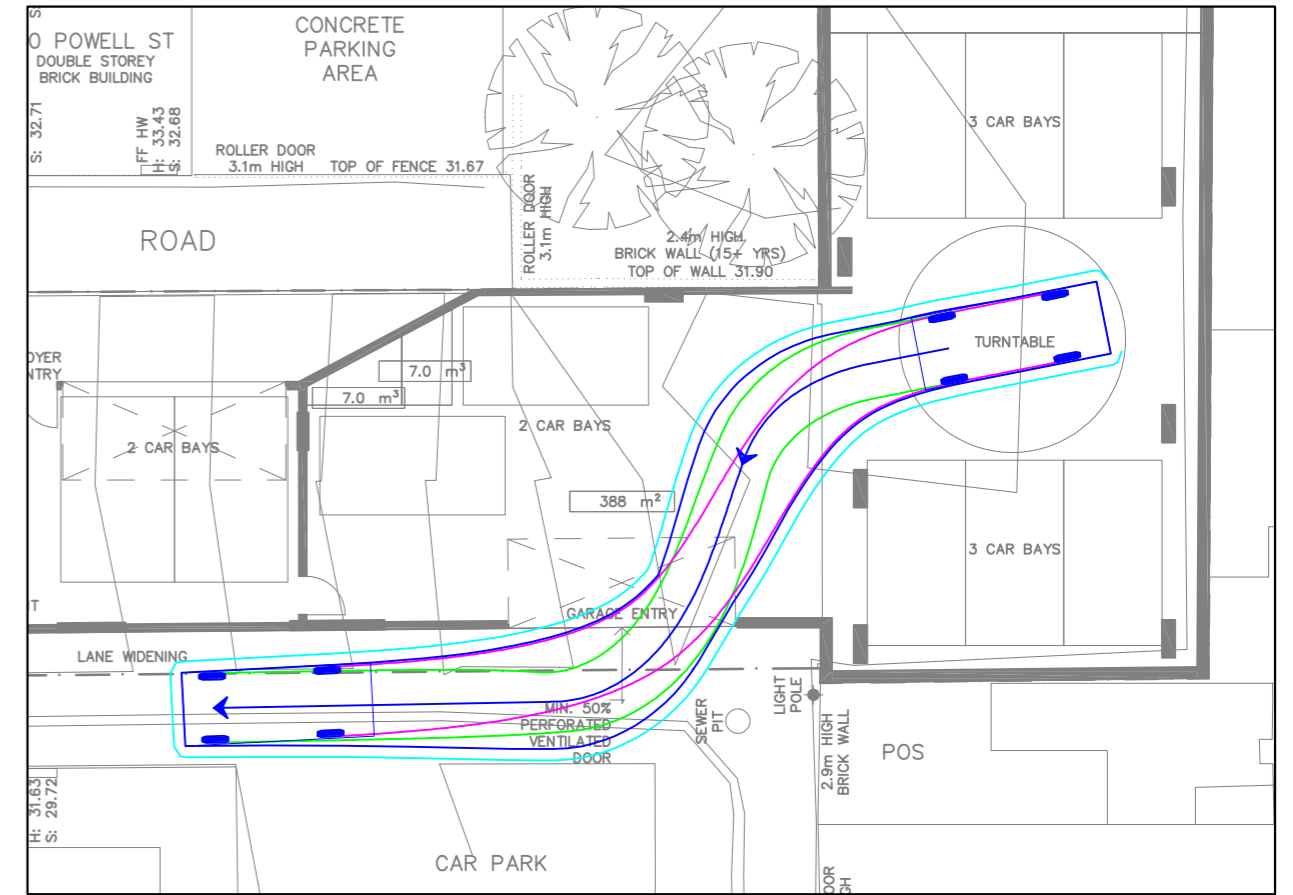 CONCRETE
PARKING
AREA
0 POWELL ST
DOUBLE STOREY
BRICK BUILDING
S: 32.71
FF HW
H: 33.43
S: 32.68
ROLLER DOOR
3.1m HIGH
TOP OF FENCE 31.67
ROLLER DOOR
3.1m HIGH
3 CAR BAYS
ROAD
2.4m HIGH
BRICK WALL (15+ YRS)
TOP OF WALL 31.90
TURNTABLE
OYER
NTRY
7.0 m³
7.0 m³
2 CAR BAYS
2 CAR BAYS
388 m²
3 CAR BAYS
GARAGE ENTRY
LANE WIDENING
MIN. 50%
PERFORATED
VENTILATED
DOOR
SEWER
PIT
LIGHT
POLE
2.9m HIGH
BRICK WALL
POS
H: 31.63
S: 29.72
CAR PARK